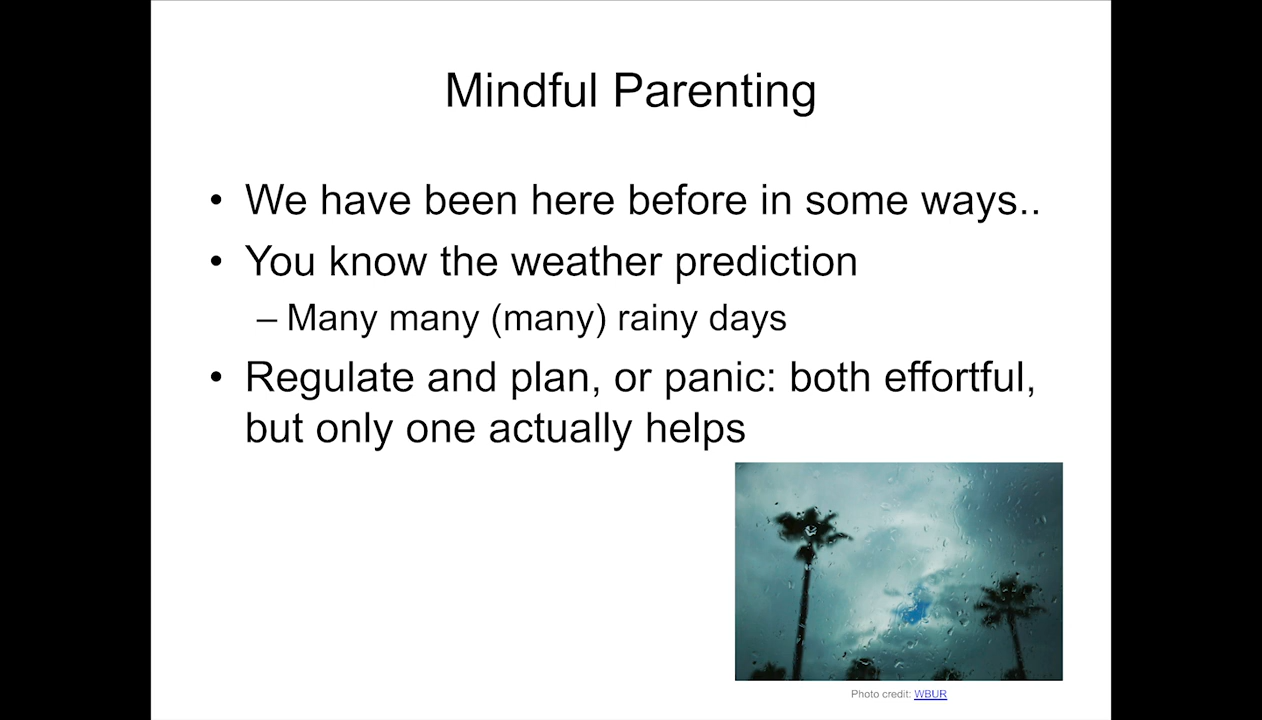 Mindful Parenting
• We have been here before in some ways..
• You know the weather prediction
– Many many (many) rainy days
• Regulate and plan, or panic: both effortful,
but only one actually helps
Photo credit: WBUR